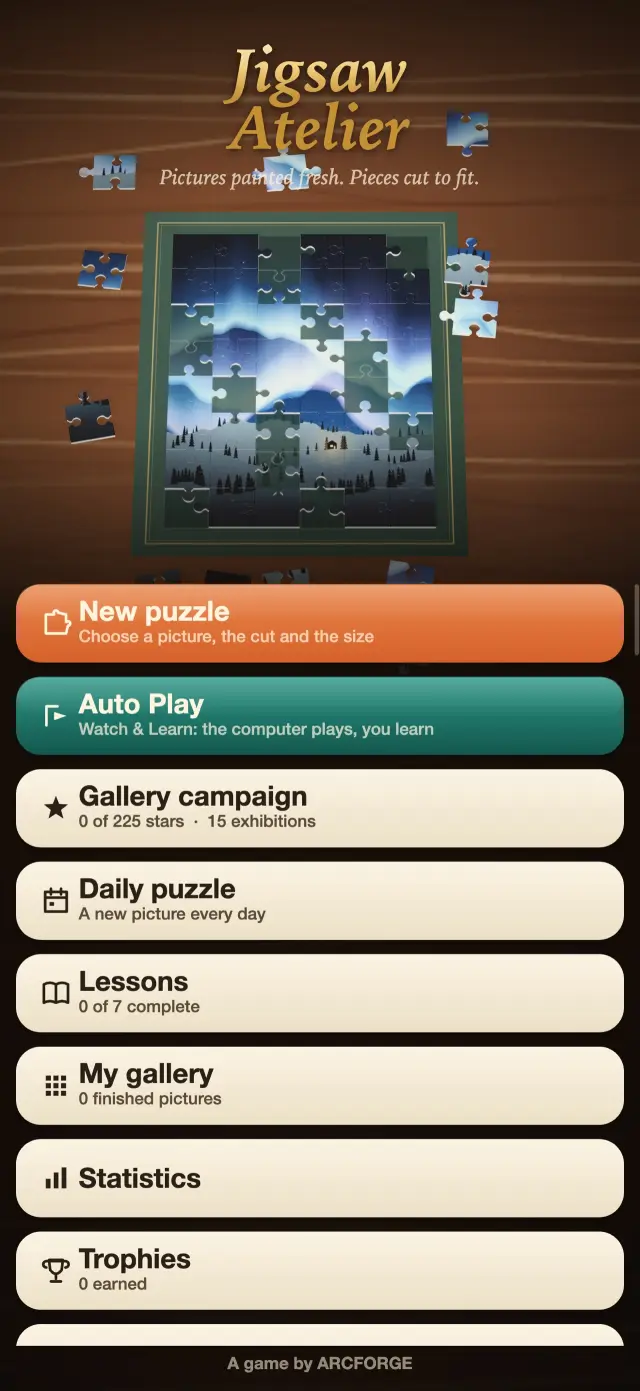 Jigsaw
Atelier
Pictures painted fresh. Pieces cut to fit.
New puzzle
Choose a picture, the cut and the size
Auto Play
Watch & Learn: the computer plays, you learn
Gallery campaign
0 of 225 stars · 15 exhibitions
Daily puzzle
A new picture every day
Lessons
0 of 7 complete
My gallery
0 finished pictures
Statistics
Trophies
0 earned
A game by ARCFORGE